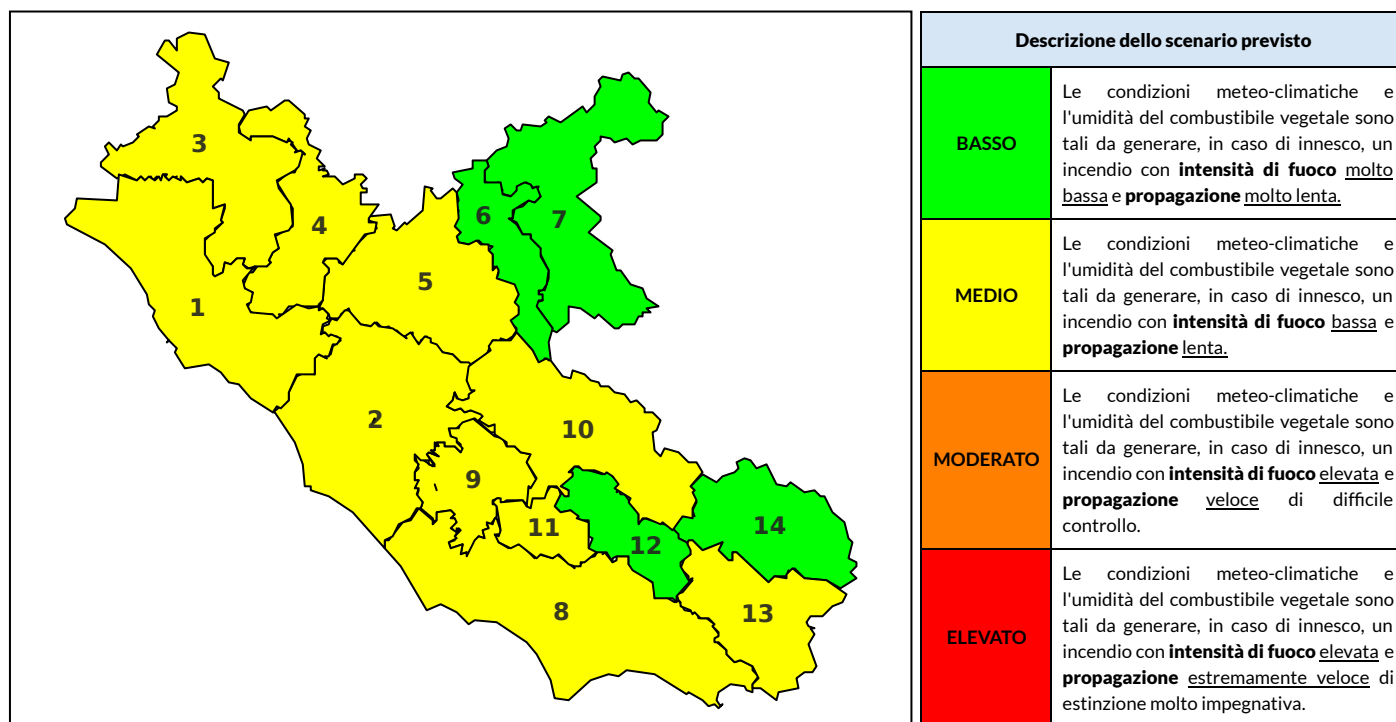 3
4
6
7
5
1
2
10
9
11
12
14
8
13
Descrizione dello scenario previsto
BASSO
Le condizioni meteo-climatiche e
l'umidità del combustibile vegetale sono
tali da generare, in caso di innesco, un
incendio con intensità di fuoco molto
bassa e propagazione molto lenta.
MEDIO
Le condizioni meteo-climatiche e
l'umidità del combustibile vegetale sono
tali da generare, in caso di innesco, un
incendio con intensità di fuoco bassa e
propagazione lenta.
MODERATO
Le condizioni meteo-climatiche e
l'umidità del combustibile vegetale sono
tali da generare, in caso di innesco, un
incendio con intensità di fuoco elevata e
propagazione veloce di difficile
controllo.
ELEVATO
Le condizioni meteo-climatiche e
l'umidità del combustibile vegetale sono
tali da generare, in caso di innesco, un
incendio con intensità di fuoco elevata e
propagazione estremamente veloce di
estinzione molto impegnativa.